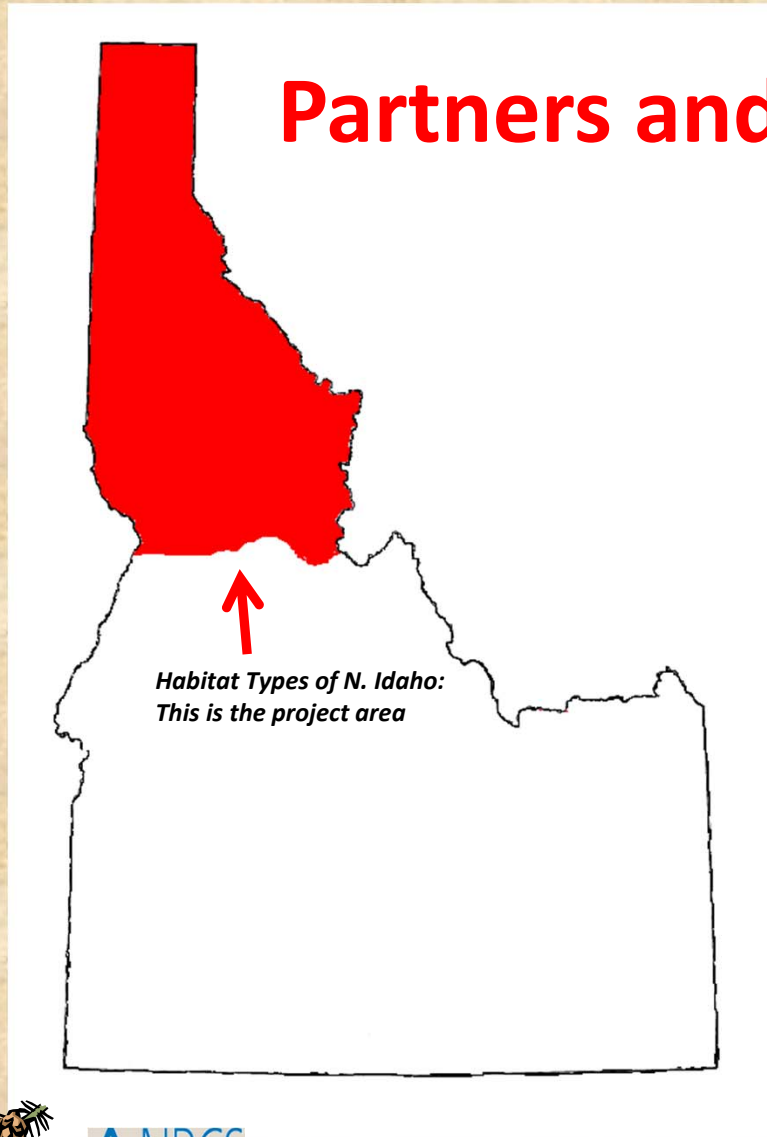 Partners and
Habitat Types of N. Idaho:
This is the project area